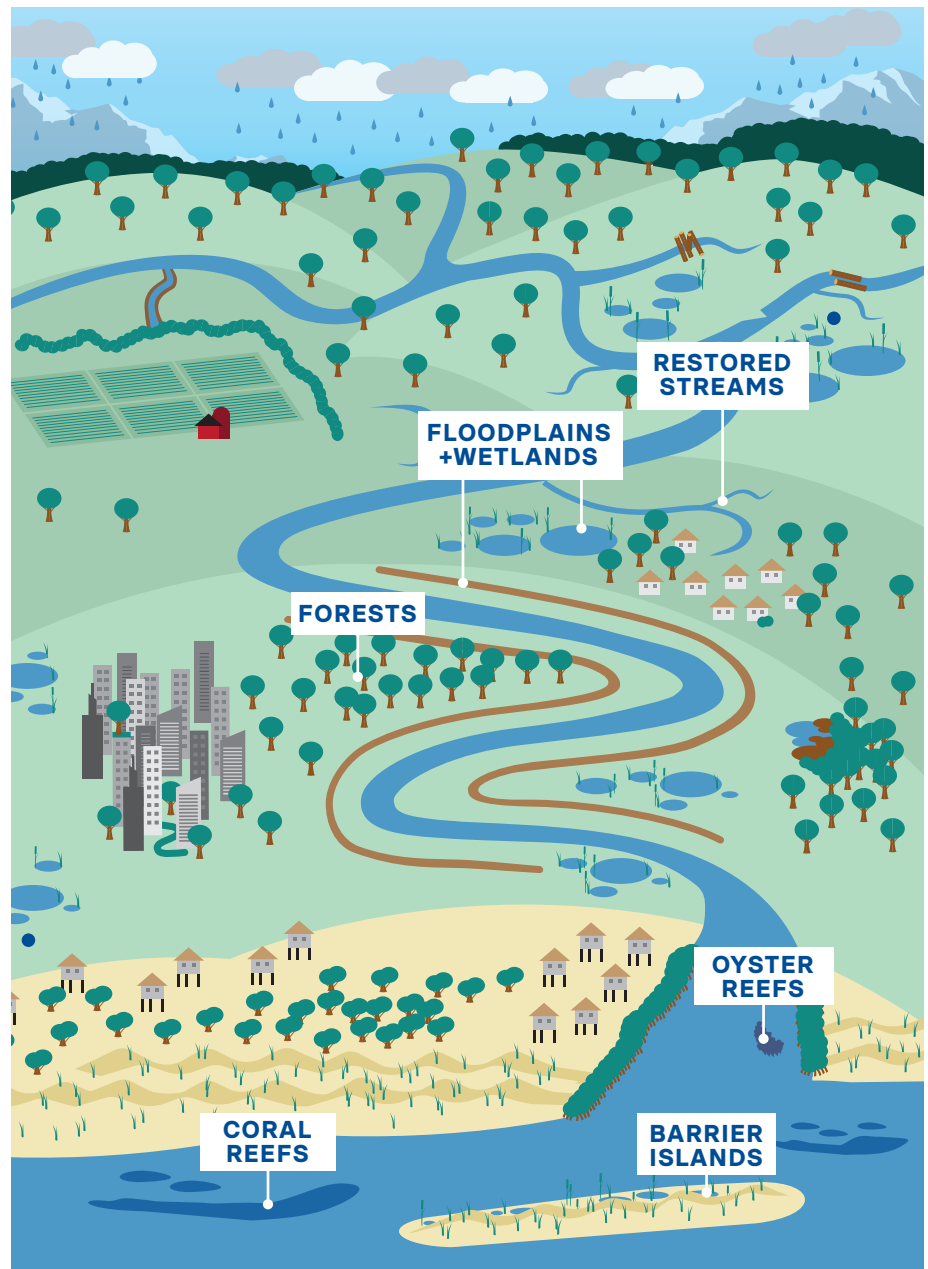 RESTORED
STREAMS
FLOODPLAINS
+WETLANDS
FORESTS
OYSTER
REEFS
CORAL
REEFS
BARRIER
ISLANDS